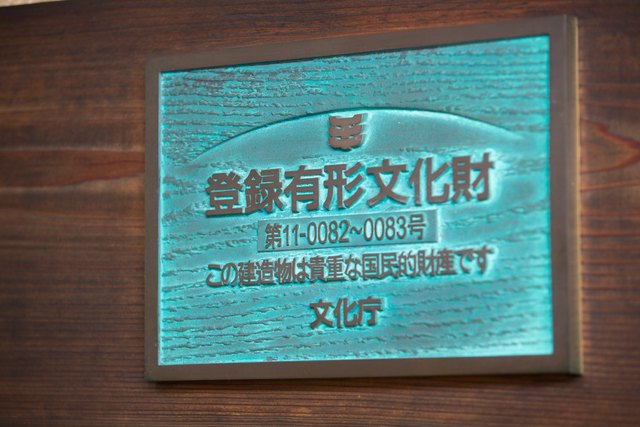 登録有形文化財
第11-0082~0083号
この建造物は貴重な国民的財産です
文化庁